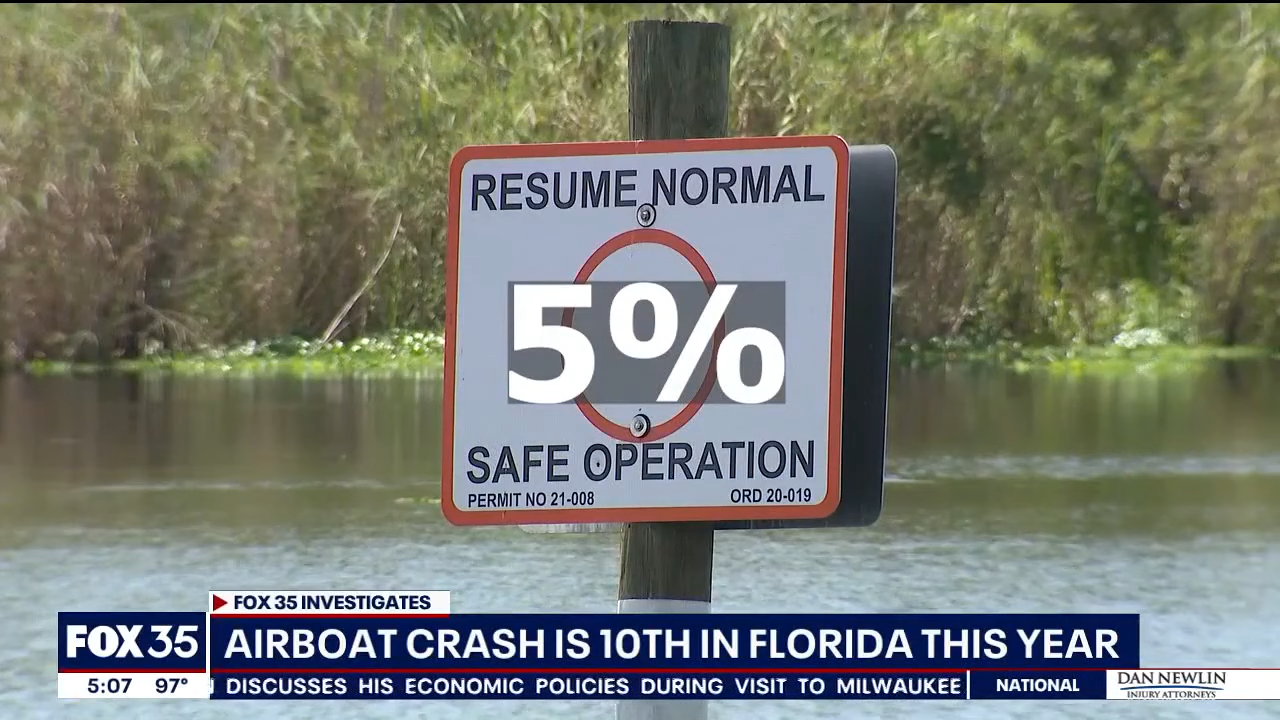 RESUME NORMAL
5%
SAFE OPERATION
PERMIT NO 21-008 ORD 20-019
FOX 35 INVESTIGATES
FOX 35 AIRBOAT CRASH IS 10TH IN FLORIDA THIS YEAR
5:07 97° DISCUSSES HIS ECONOMIC POLICIES DURING VISIT TO MILWAUKEE NATIONAL DAN NEWLIN
INJURY ATTORNEYS